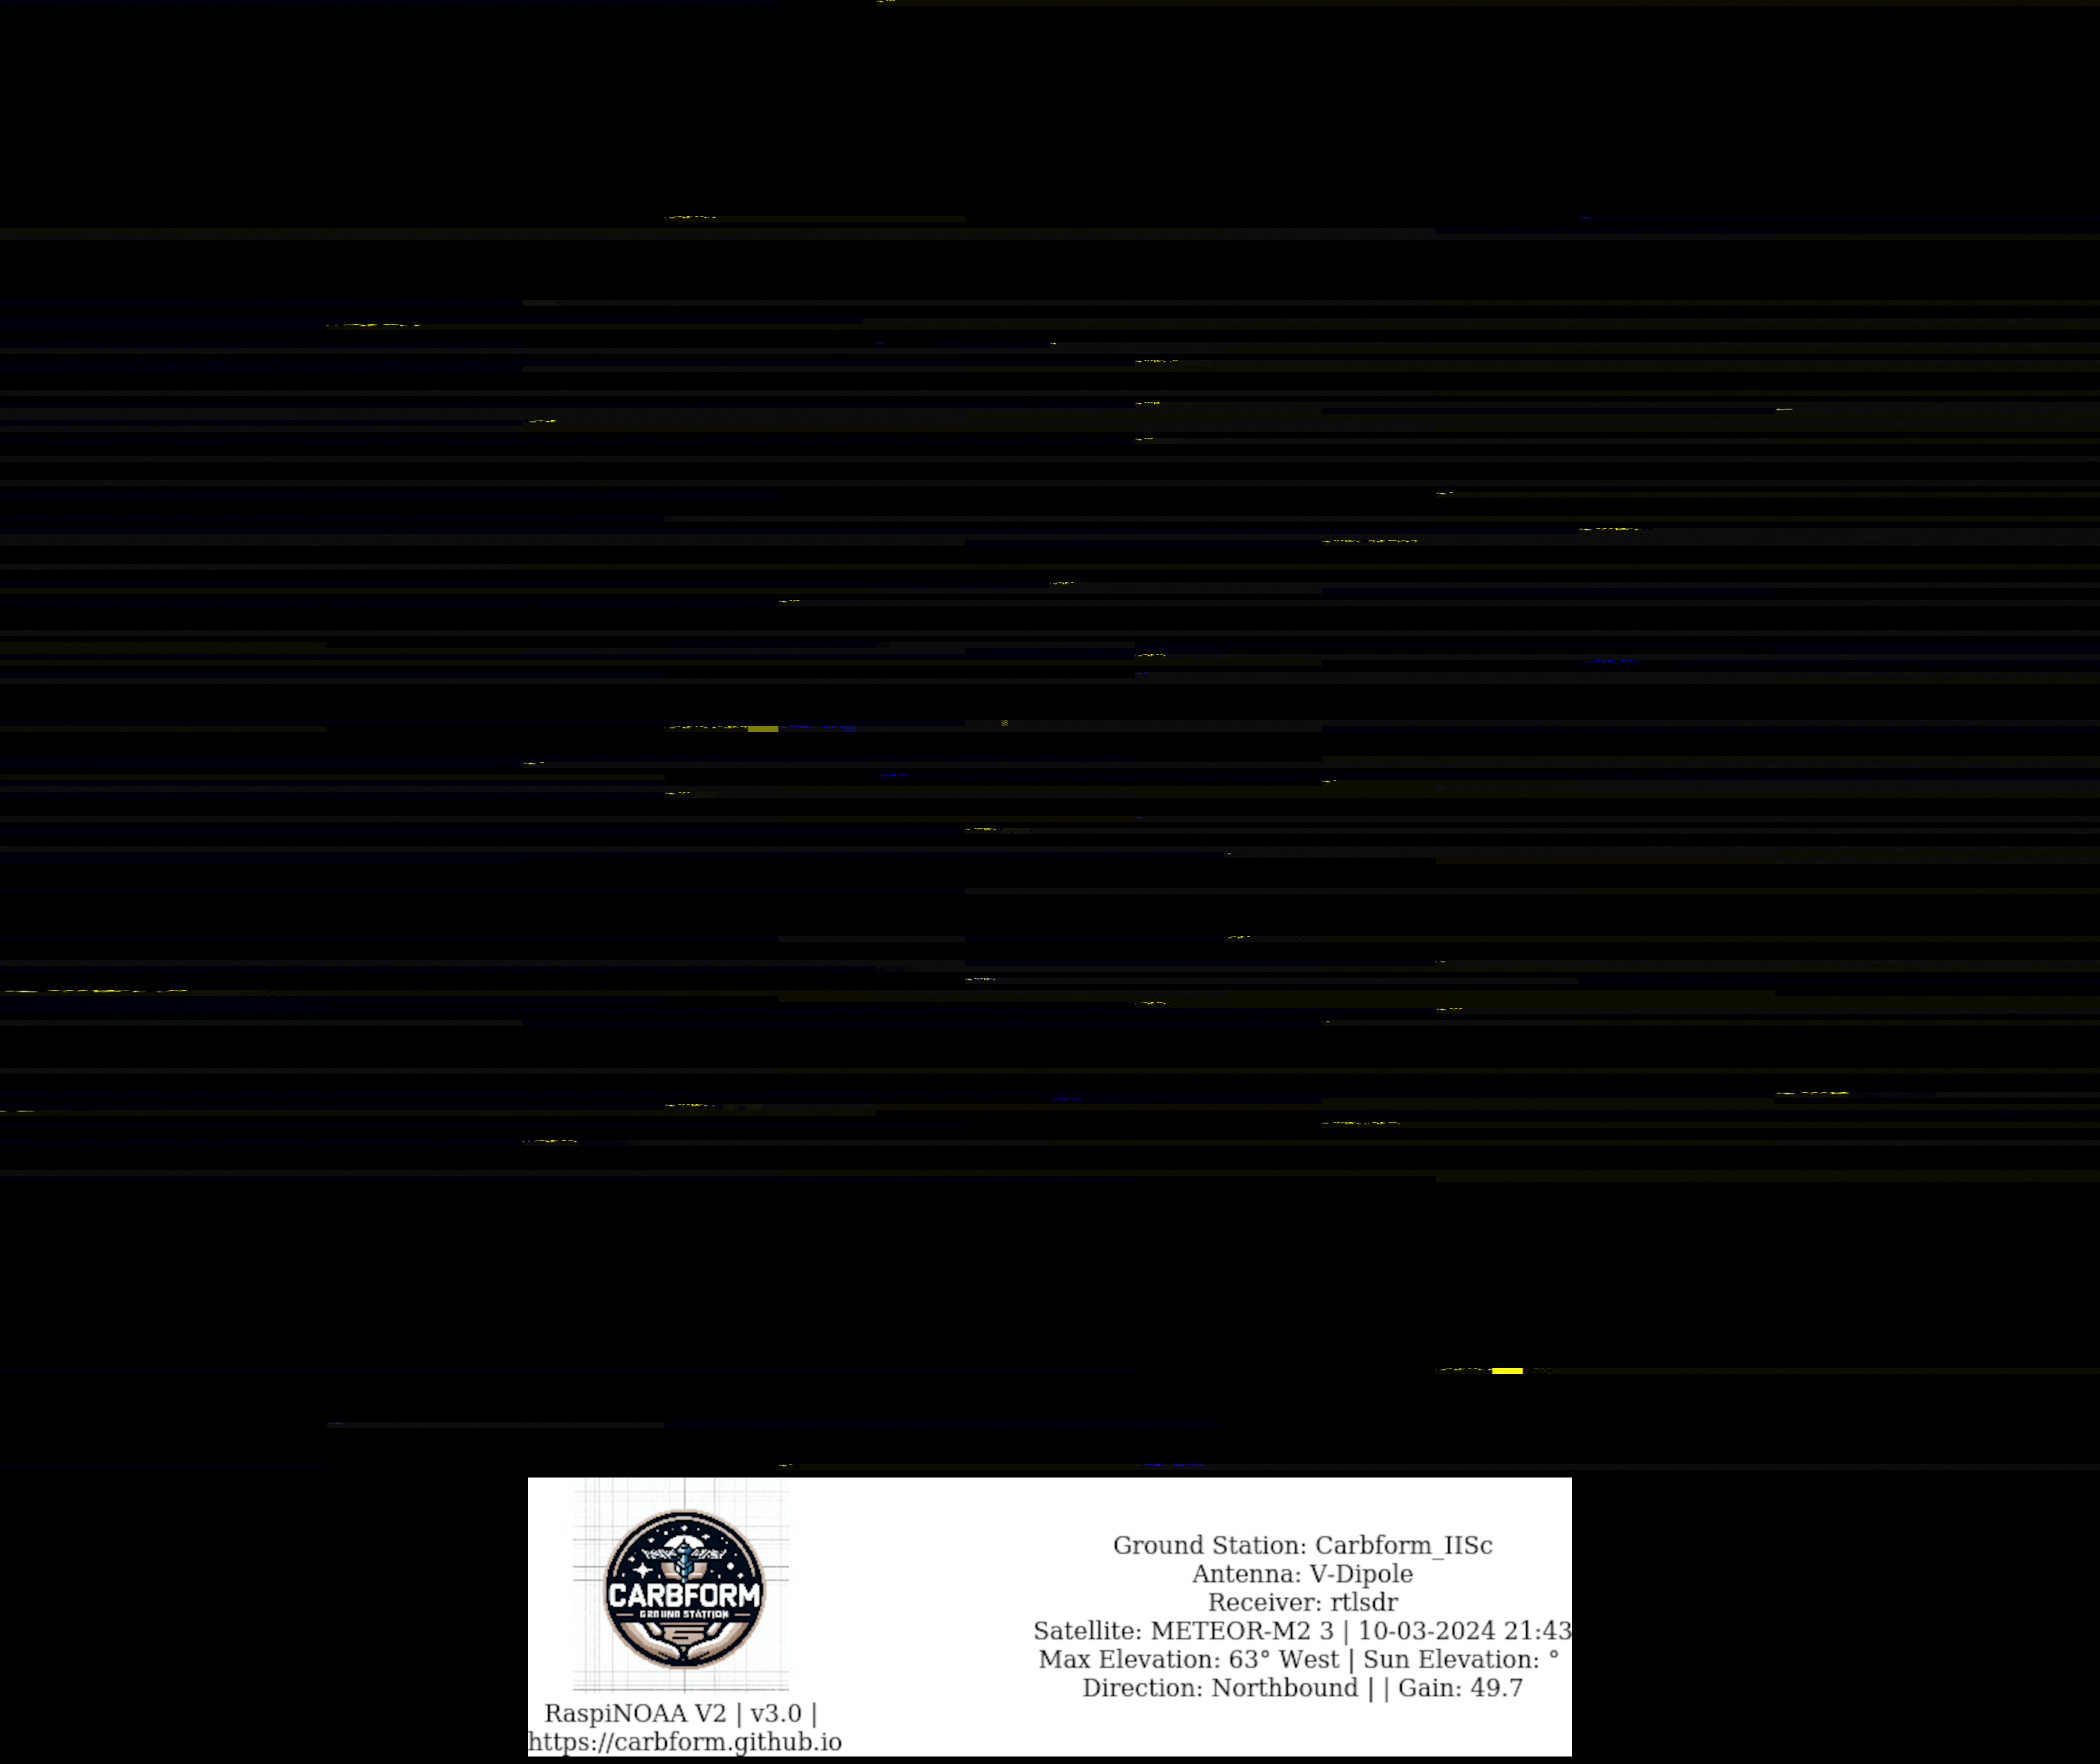 CARBFORM
GROUND STATION
RaspiNOAA V2 | v3.0 |
https://carbform.github.io
Ground Station: Carbform_IISc
Antenna: V-Dipole
Receiver: rtlsdr
Satellite: METEOR-M2 3 | 10-03-2024 21:43
Max Elevation: 63° West | Sun Elevation: °
Direction: Northbound | | Gain: 49.7